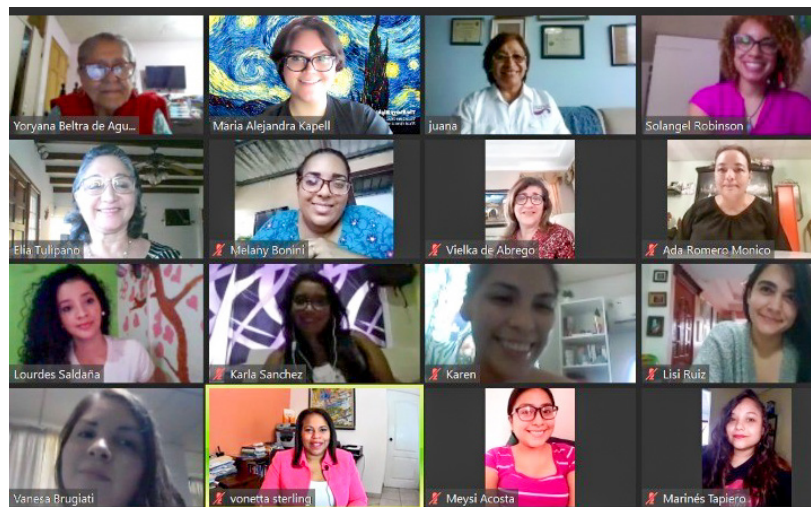 Yoryana Beltra de Agu...
Maria Alejandra Kapell
juana
Solangel Robinson
Elia Tulipano
Melany Bonini
Vielka de Abrego
Ada Romero Monico
Lourdes Saldaña
Karla Sanchez
Karen
Lisi Ruiz
Vanesa Brugiati
vonetta sterling
Meysi Acosta
Marinés Tapiero